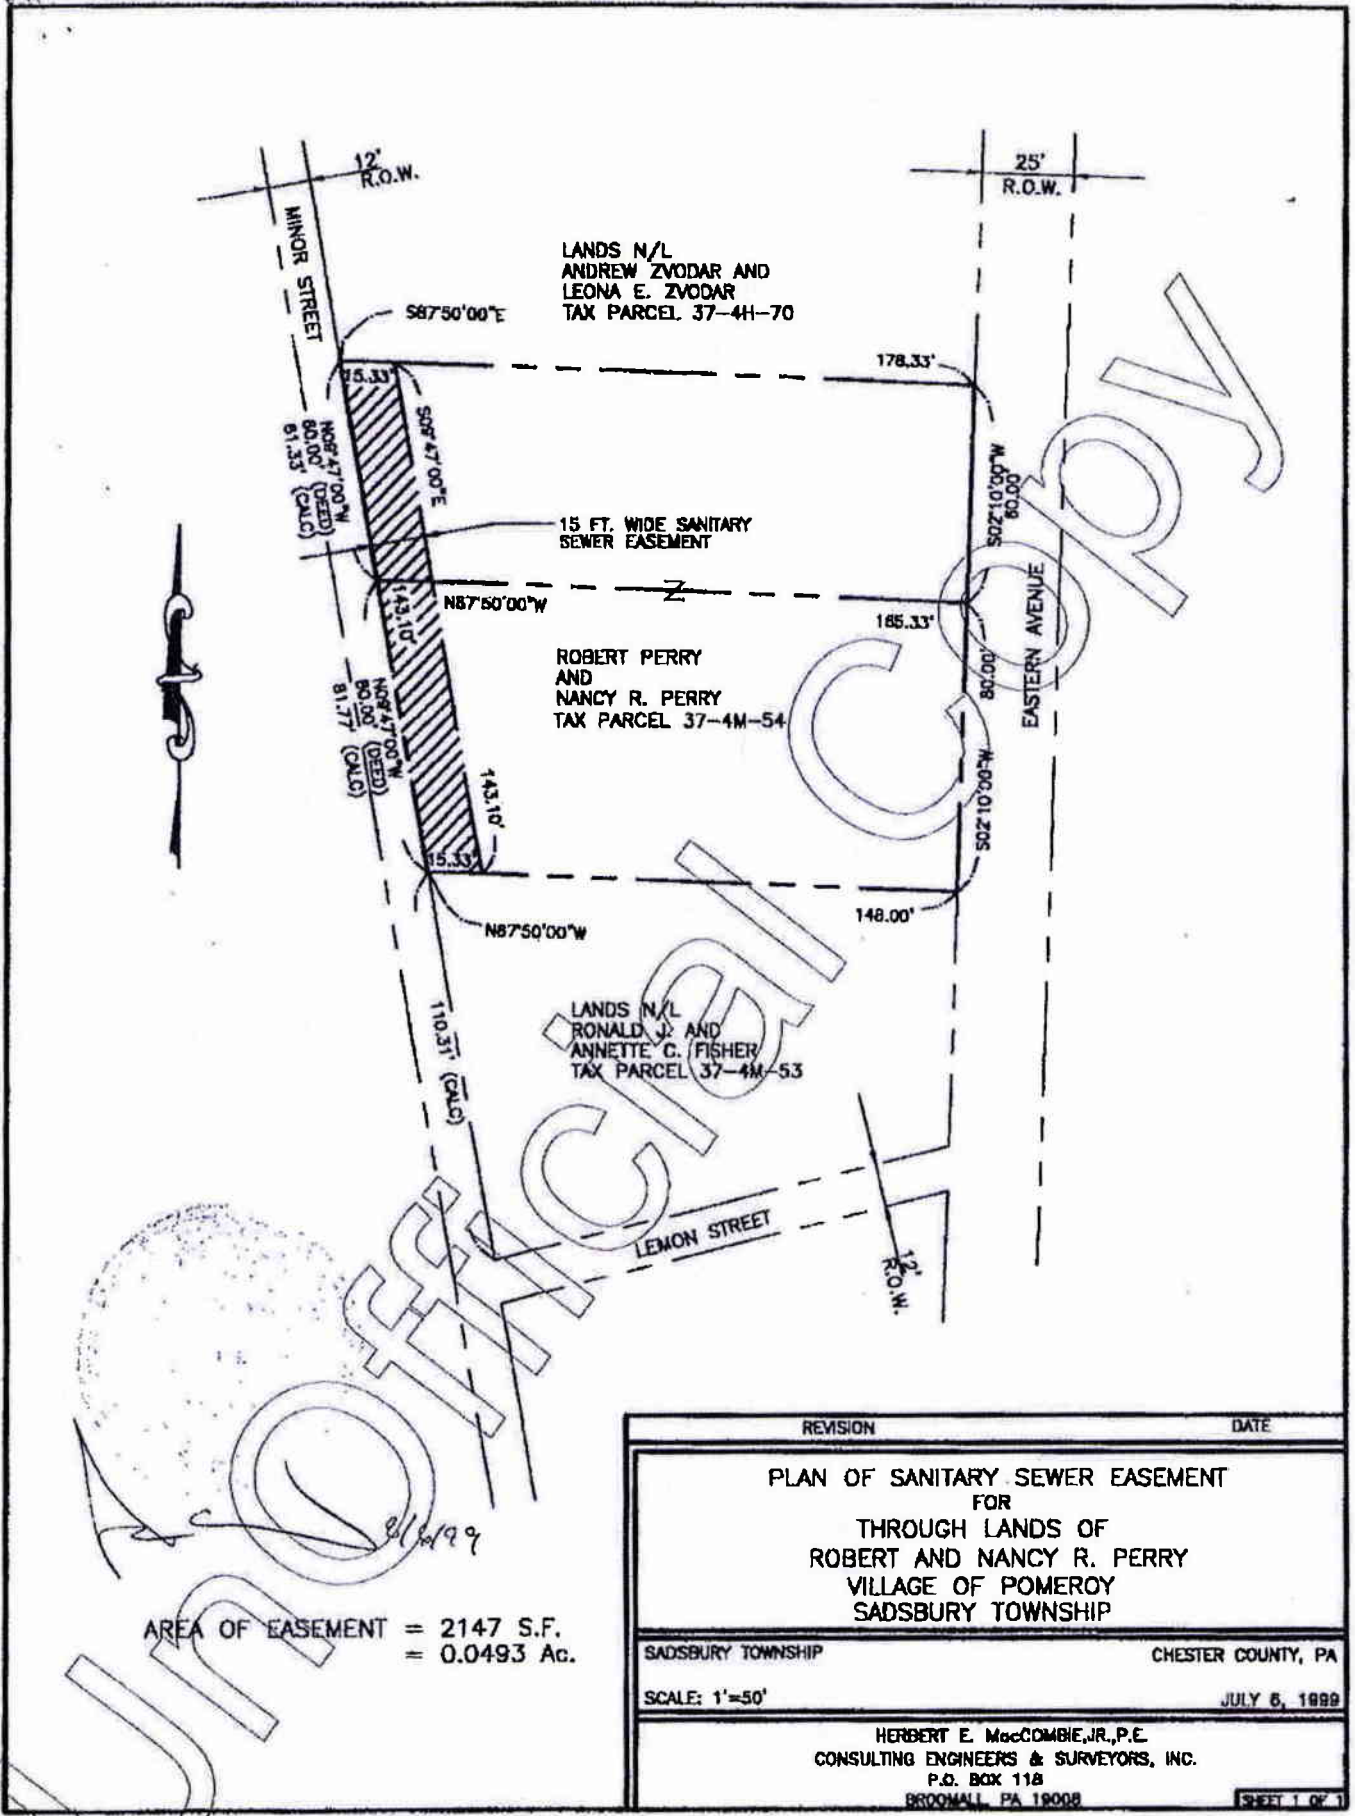 12'
R.O.W.
25'
R.O.W.
MINOR STREET
LANDS N/L
ANDREW ZVODAR AND
LEONA E. ZVODAR
TAX PARCEL 37-4H-70
S87°50'00"E
178.33'
15.33'
S09°47'00"E
N09°47'00"W
60.00' (DEED)
61.33' (CALC)
S02°10'00"W
60.00'
15 FT. WIDE SANITARY
SEWER EASEMENT
EASTERN AVENUE
143.10'
N87°50'00"W
165.33'
ROBERT PERRY
AND
NANCY R. PERRY
TAX PARCEL 37-4M-54
80.00'
N09°47'00"W
80.00' (DEED)
81.77' (CALC)
S02°10'00"W
143.10'
15.33'
148.00'
N87°50'00"W
110.31' (CALC)
LANDS N/L
RONALD J. AND
ANNETTE C. FISHER
TAX PARCEL 37-4M-53
LEMON STREET
12'
R.O.W.
Unofficial Copy
AREA OF EASEMENT = 2147 S.F.
= 0.0493 Ac.
REVISION DATE
PLAN OF SANITARY SEWER EASEMENT
FOR
THROUGH LANDS OF
ROBERT AND NANCY R. PERRY
VILLAGE OF POMEROY
SADSBURY TOWNSHIP
SADSBURY TOWNSHIP CHESTER COUNTY, PA
SCALE: 1'=50' JULY 6, 1999
HERBERT E. MacCOMBIE,JR.,P.E.
CONSULTING ENGINEERS & SURVEYORS, INC.
P.O. BOX 118
BROOMALL PA 19008
SHEET 1 OF 1